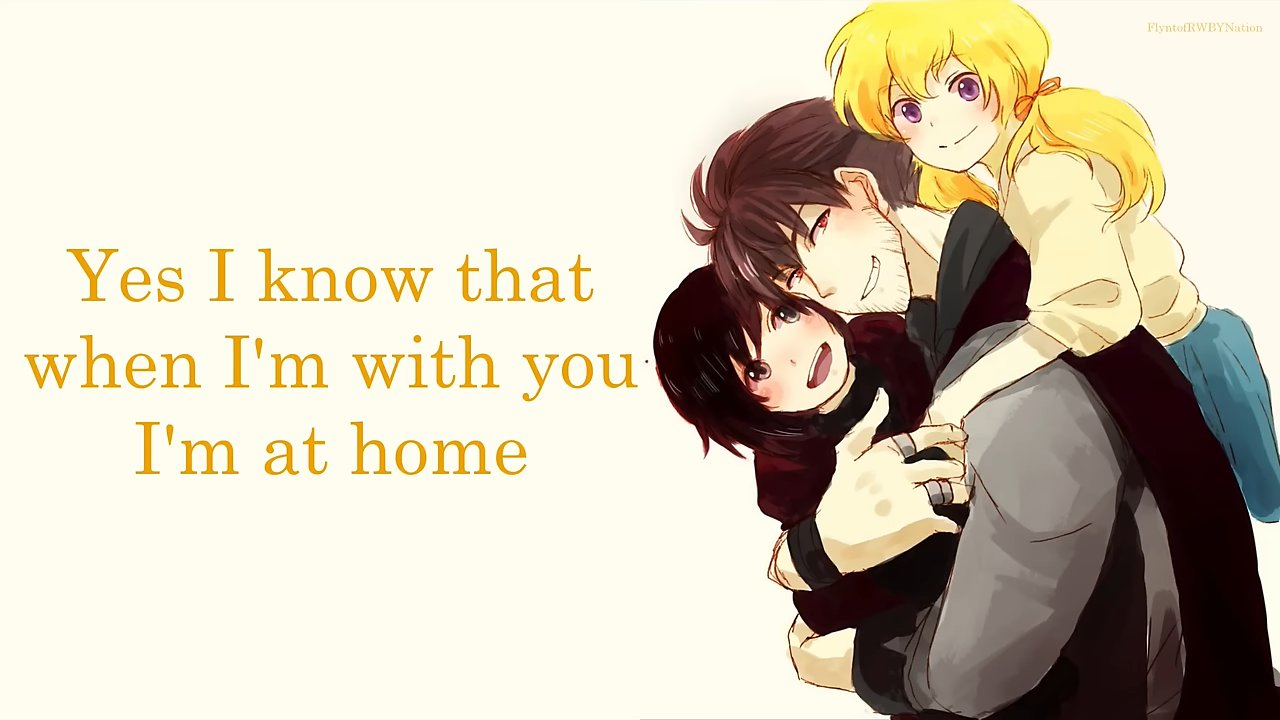 FlyntofRWBYNation
Yes I know that
when I'm with you
I'm at home